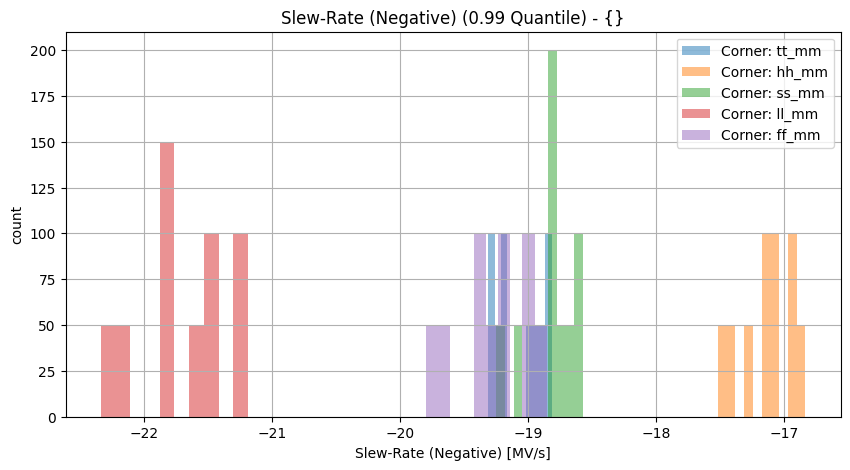 Slew-Rate (Negative) (0.99 Quantile) - {}
count
200
175
150
125
100
75
50
25
0
Corner: tt_mm
Corner: hh_mm
Corner: ss_mm
Corner: ll_mm
Corner: ff_mm
−22 −21 −20 −19 −18 −17
Slew-Rate (Negative) [MV/s]